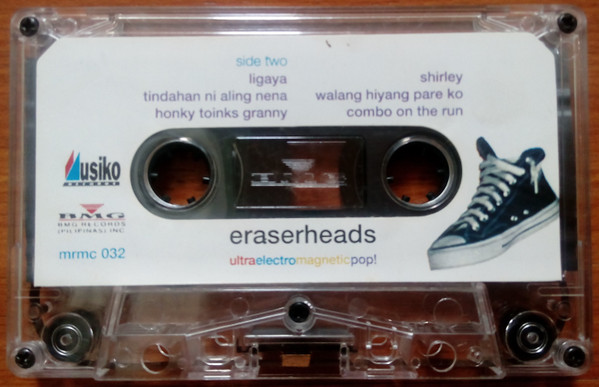 side two
ligaya
tindahan ni aling nena
honky toinks granny
shirley
walang hiyang pare ko
combo on the run
Musiko
RECORDS
BMG
BMG RECORDS
(PILIPINAS) INC
mrmc 032
eraserheads
ultraelectromagneticpop!